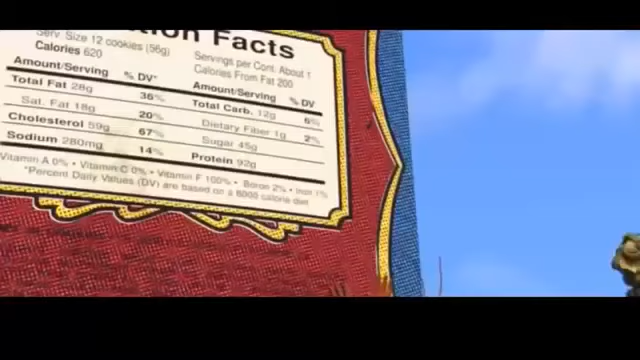 tion Facts
Serv. Size 12 cookies (56g)
Calories 620
Servings per Cont. About 1
Calories From Fat 200
Amount/Serving % DV*
Total Fat 28g 36%
Sat. Fat 18g 20%
Cholesterol 59g 67%
Sodium 280mg 14%
Amount/Serving % DV
Total Carb. 12g 6%
Dietary Fiber 1g 2%
Sugar 45g
Protein 92g
Vitamin A 0% • Vitamin C 0% • Vitamin F 100% • Boron 2% • Iron 1%
*Percent Daily Values (DV) are based on a 6000 calorie diet